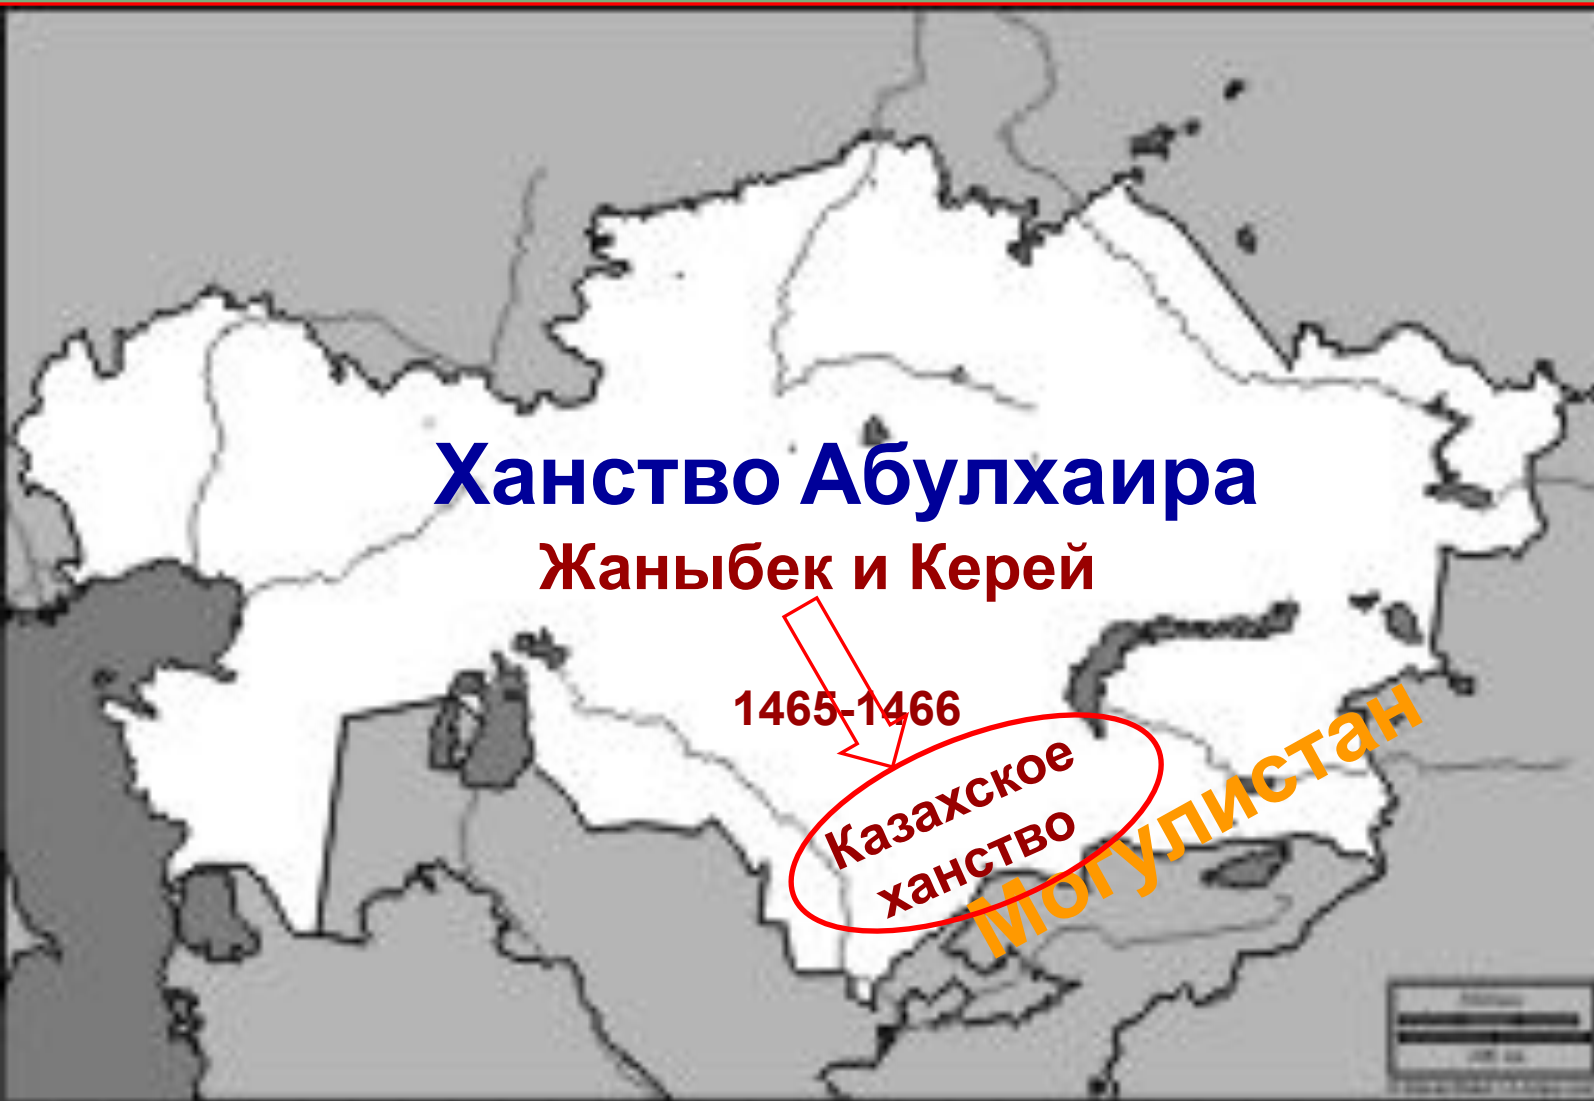 Ханство Абулхаира
Жаныбек и Керей
1465-1466
Казахское
ханство
Могулистан